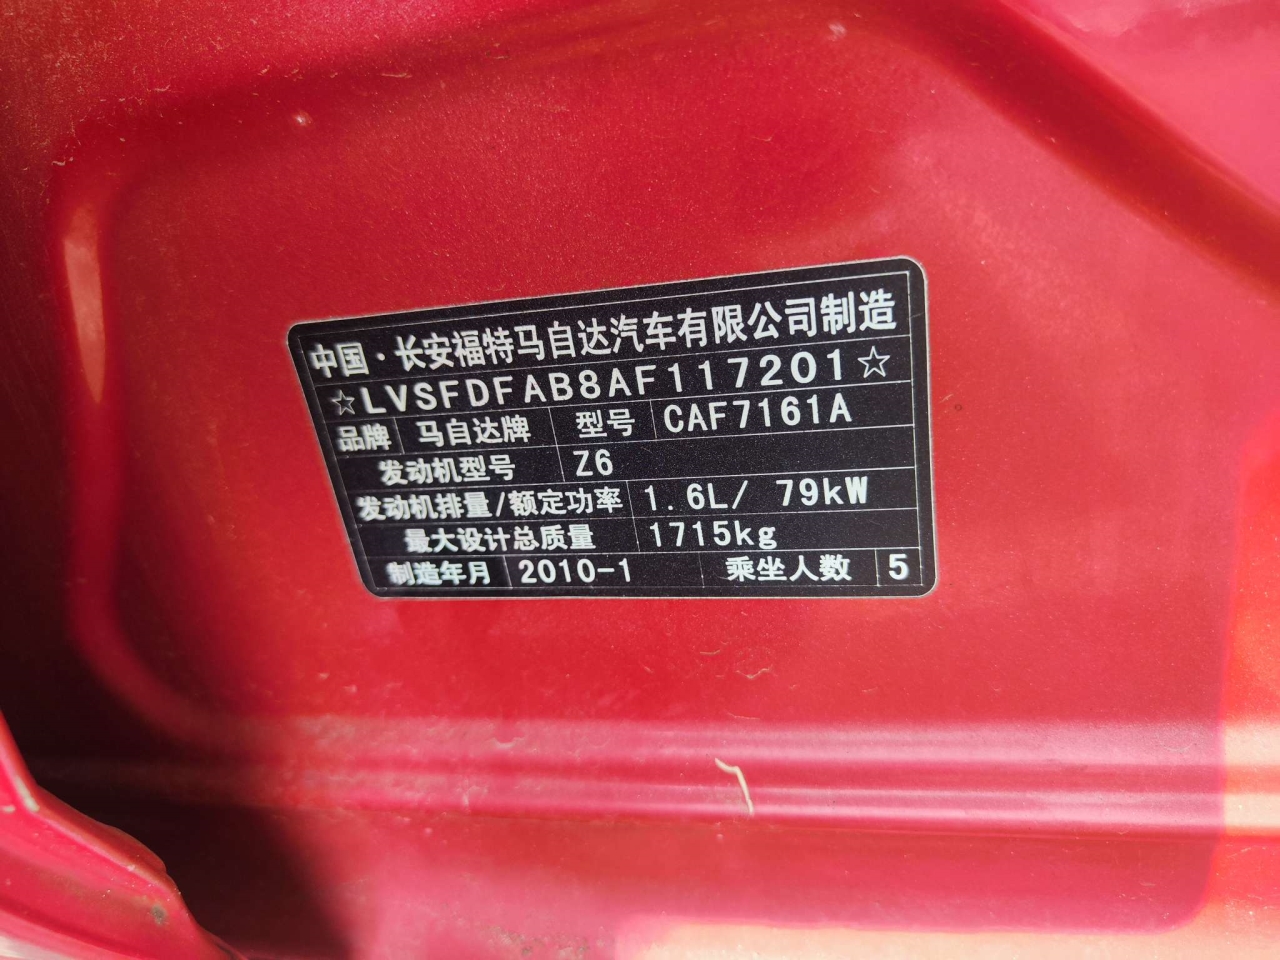 中国·长安福特马自达汽车有限公司制造
☆LVSFDFAB8AF117201☆
品牌 马自达牌 型号 CAF7161A
发动机型号 Z6
发动机排量/额定功率 1.6L/ 79kW
最大设计总质量 1715kg
制造年月 2010-1 乘坐人数 5